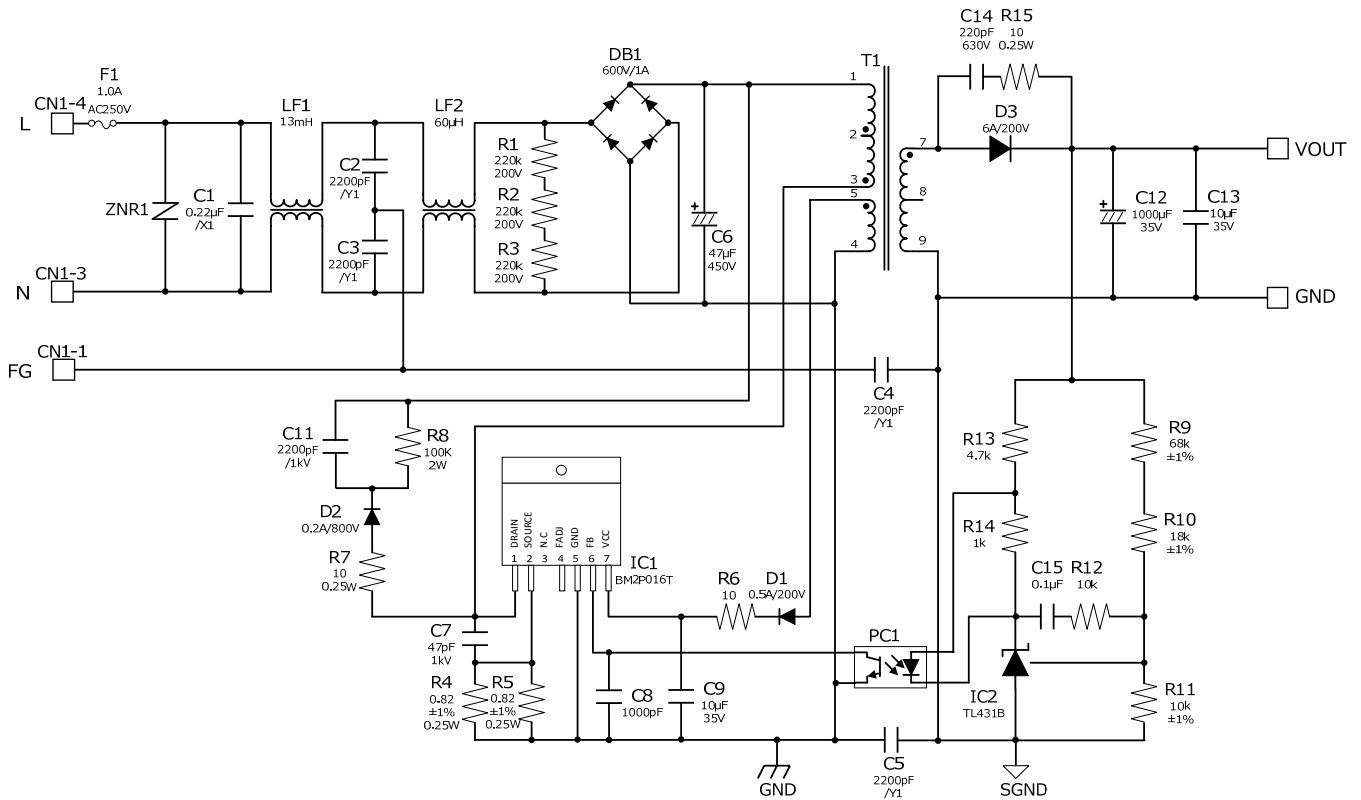 F1
1.0A
AC250V
CN1-4
L
LF1
13mH
LF2
60µH
DB1
600V/1A
T1
1
2
3
5
4
7
8
9
C14
220pF
630V
R15
10
0.25W
D3
6A/200V
VOUT
ZNR1
C1
0.22µF
/X1
C2
2200pF
/Y1
C3
2200pF
/Y1
R1
220k
200V
R2
220k
200V
R3
220k
200V
+
C6
47µF
450V
+
C12
1000µF
35V
C13
10µF
35V
CN1-3
N
GND
CN1-1
FG
C4
2200pF
/Y1
C11
2200pF
/1kV
R8
100K
2W
D2
0.2A/800V
R7
10
0.25W
DRAIN
SOURCE
N.C
FADJ
GND
FB
VCC
1
2
3
4
5
6
7
IC1
BM2P016T
R6
10
D1
0.5A/200V
R13
4.7k
R14
1k
R9
68k
±1%
R10
18k
±1%
C15
0.1µF
R12
10k
C7
47pF
1kV
R4
0.82
±1%
0.25W
R5
0.82
±1%
0.25W
C8
1000pF
C9
10µF
35V
PC1
IC2
TL431B
R11
10k
±1%
GND
C5
2200pF
/Y1
SGND